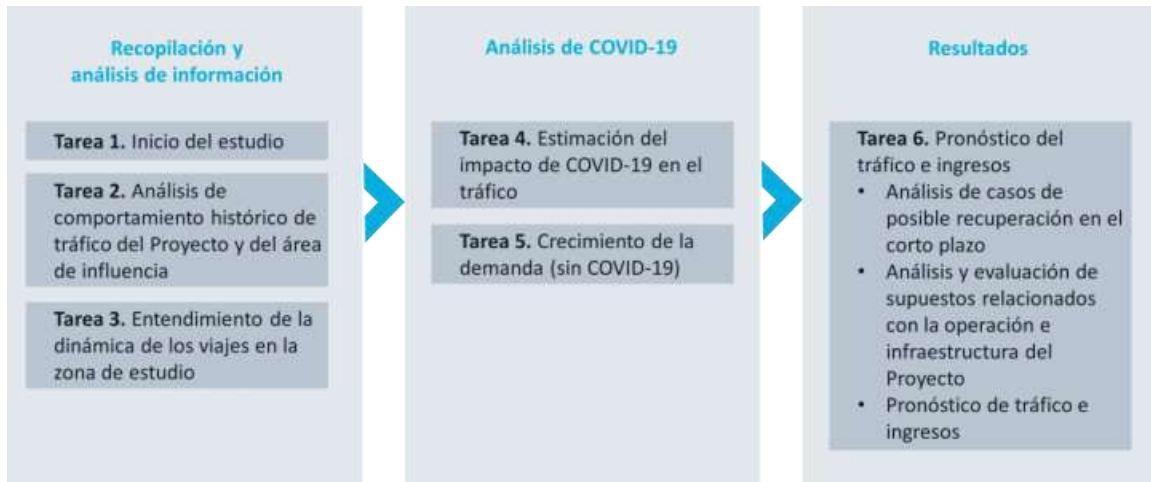 Recopilación y
análisis de información
Tarea 1. Inicio del estudio
Tarea 2. Análisis de
comportamiento histórico de
tráfico del Proyecto y del área
de influencia
Tarea 3. Entendimiento de la
dinámica de los viajes en la
zona de estudio
Análisis de COVID-19
Tarea 4. Estimación del
impacto de COVID-19 en el
tráfico
Tarea 5. Crecimiento de la
demanda (sin COVID-19)
Resultados
Tarea 6. Pronóstico del
tráfico e ingresos
• Análisis de casos de
posible recuperación en el
corto plazo
• Análisis y evaluación de
supuestos relacionados
con la operación e
infraestructura del
Proyecto
• Pronóstico de tráfico e
ingresos